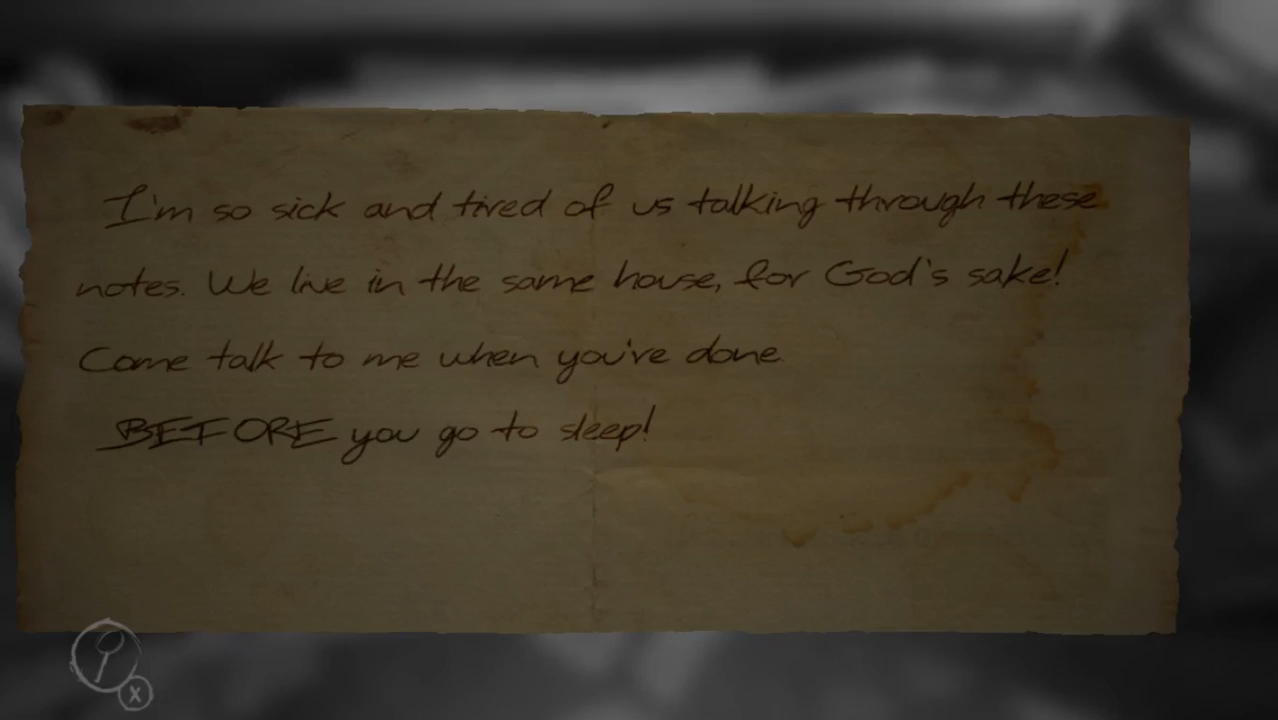 I'm so sick and tired of us talking through these
notes. We live in the same house, for God's sake!
Come talk to me when you're done.
BEFORE you go to sleep!
X